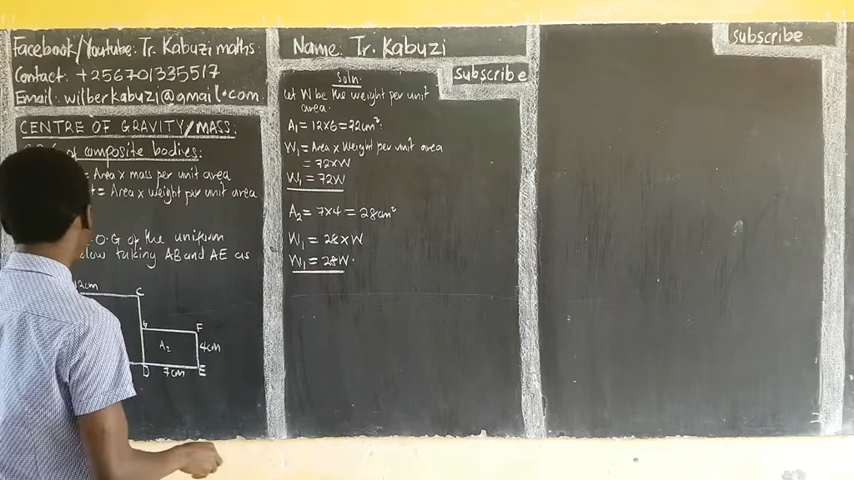 Facebook/Youtube: Tr. Kabuzi maths
Contact: +256701335517
Email: wilberkabuzi@gmail.com
CENTRE OF GRAVITY/MASS.
of composite bodies:
= Area x mass per unit area
= Area x weight per unit area
O.G of the uniform
below taking AB and AE as
12cm
C
F
A2
4cm
D
7cm
E
Name: Tr. Kabuzi
Subscribe
Soln
Let W be the weight per unit
area.
A1 = 12x6 = 72cm²
W1 = Area x Weight per unit area
= 72xW
W1 = 72W
A2 = 7x4 = 28cm²
W1 = 28xW
W1 = 28W.
Subscribe